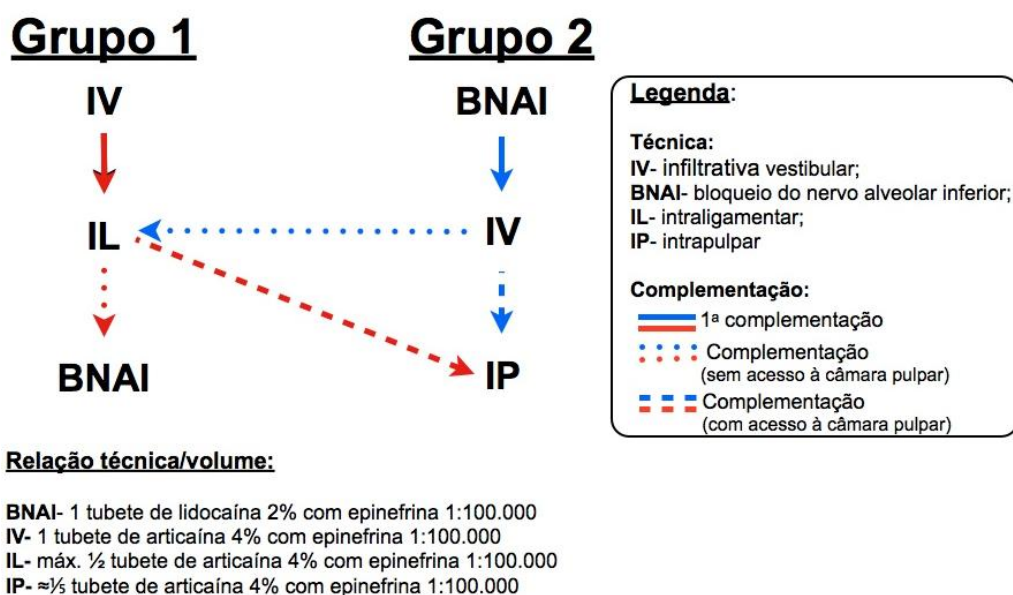 Grupo 1
Grupo 2
IV
BNAI
IL
IV
BNAI
IP
Legenda:
Técnica:
IV- infiltrativa vestibular;
BNAI- bloqueio do nervo alveolar inferior;
IL- intraligamentar;
IP- intrapulpar
Complementação:
1ª complementação
Complementação
(sem acesso à câmara pulpar)
Complementação
(com acesso à câmara pulpar)
Relação técnica/volume:
BNAI- 1 tubete de lidocaína 2% com epinefrina 1:100.000
IV- 1 tubete de articaína 4% com epinefrina 1:100.000
IL- máx. ½ tubete de articaína 4% com epinefrina 1:100.000
IP- ≈⅕ tubete de articaína 4% com epinefrina 1:100.000